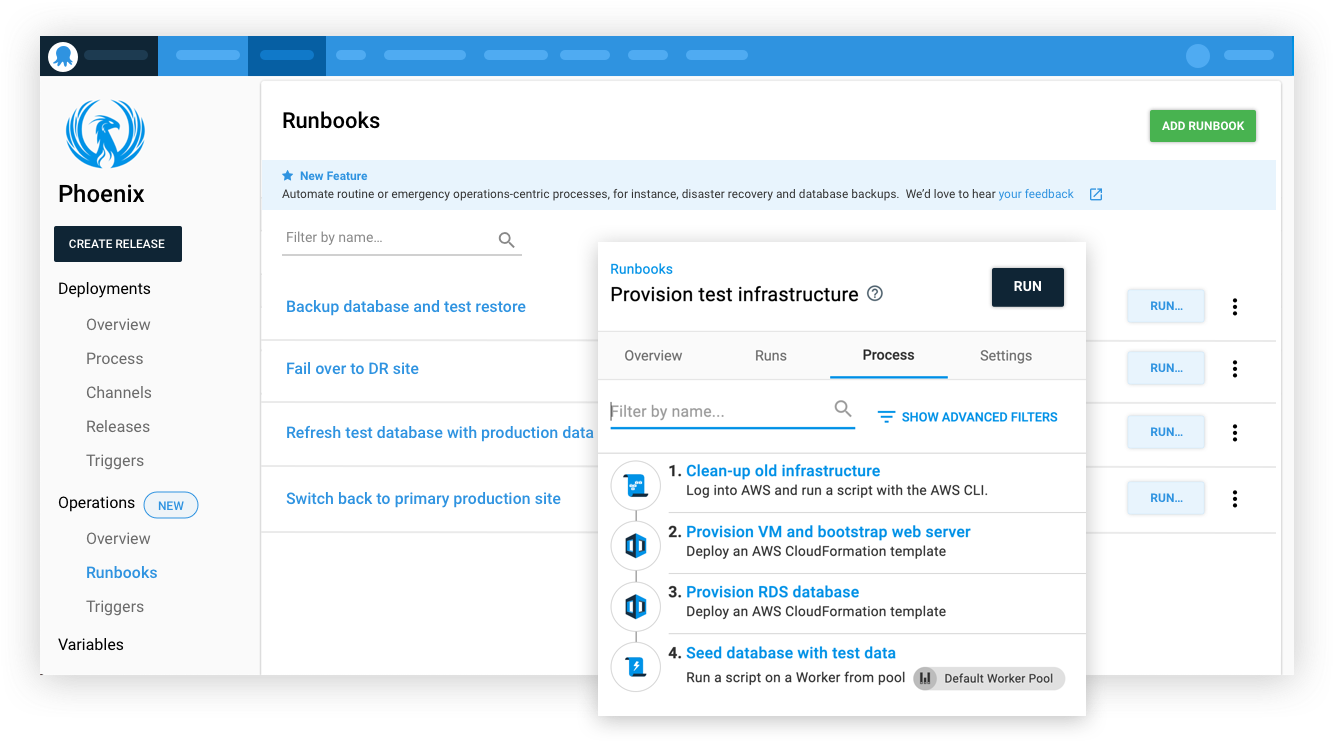 Phoenix
CREATE RELEASE
Deployments
Overview
Process
Channels
Releases
Triggers
Operations NEW
Overview
Runbooks
Triggers
Variables
Runbooks
ADD RUNBOOK
New Feature
Automate routine or emergency operations-centric processes, for instance, disaster recovery and database backups. We’d love to hear your feedback
Filter by name...
Backup database and test restore
RUN...
Fail over to DR site
RUN...
Refresh test database with production data
RUN...
Switch back to primary production site
RUN...
Runbooks
Provision test infrastructure
RUN
Overview Runs Process Settings
Filter by name...
SHOW ADVANCED FILTERS
1. Clean-up old infrastructure
Log into AWS and run a script with the AWS CLI.
2. Provision VM and bootstrap web server
Deploy an AWS CloudFormation template
3. Provision RDS database
Deploy an AWS CloudFormation template
4. Seed database with test data
Run a script on a Worker from pool Default Worker Pool